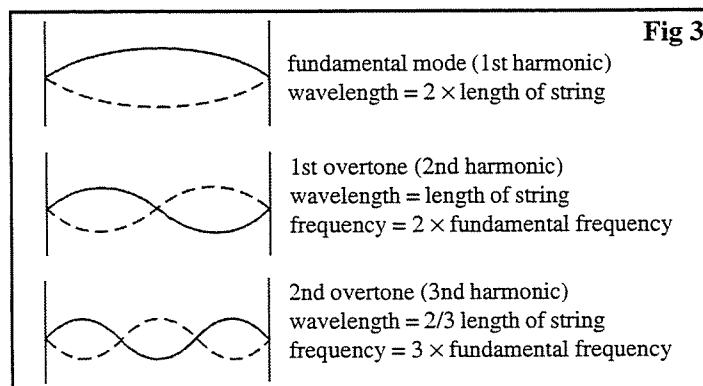 Fig 3
fundamental mode (1st harmonic)
wavelength = 2 × length of string
1st overtone (2nd harmonic)
wavelength = length of string
frequency = 2 × fundamental frequency
2nd overtone (3nd harmonic)
wavelength = 2/3 length of string
frequency = 3 × fundamental frequency